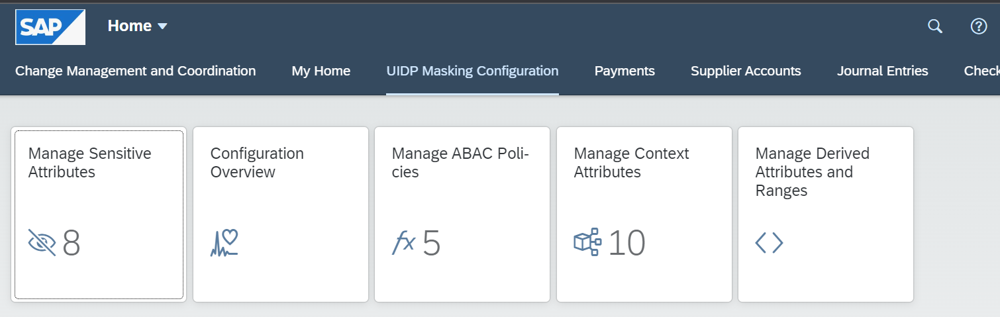 SAP
Home
Change Management and Coordination My Home UIDP Masking Configuration Payments Supplier Accounts Journal Entries Check
Manage Sensitive
Attributes
8
Configuration
Overview
Manage ABAC Poli-
cies
fx 5
Manage Context
Attributes
10
Manage Derived
Attributes and
Ranges